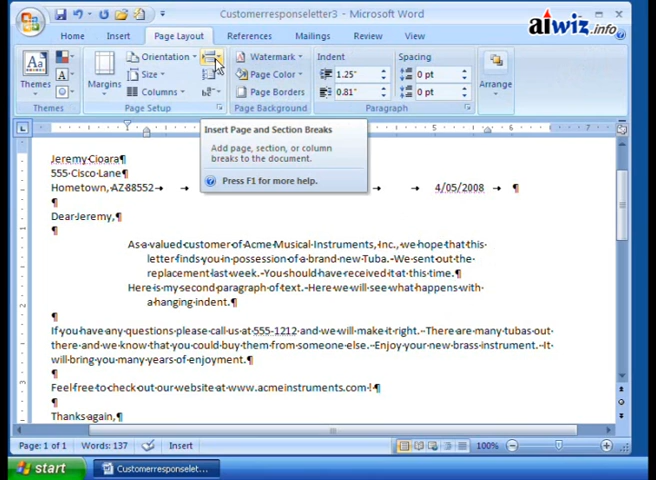 Customerresponseletter3 - Microsoft Word
aiwiz.info
Home Insert Page Layout References Mailings Review View
Orientation Watermark Indent Spacing
Aa Size Page Color 1.25" 0 pt
Themes Margins Columns Page Borders 0.81" 0 pt Arrange
Themes Page Setup Page Background Paragraph
Insert Page and Section Breaks
Add page, section, or column
breaks to the document.
Press F1 for more help.
Jeremy Cioara¶
555 Cisco Lane¶
Hometown, AZ 88552 → → → → 4/05/2008 → ¶
¶
Dear Jeremy,¶
¶
As a valued customer of Acme Musical Instruments, Inc., we hope that this
letter finds you in possession of a brand new Tuba. We sent out the
replacement last week. You should have received it at this time.¶
Here is my second paragraph of text. Here we will see what happens with
a hanging indent.¶
¶
If you have any questions please call us at 555-1212 and we will make it right. There are many tubas out
there and we know that you could buy them from someone else. Enjoy your new brass instrument. It
will bring you many years of enjoyment.¶
¶
Feel free to check out our website at www.acmeinstruments.com !¶
¶
Thanks again,¶
Page: 1 of 1 Words: 137 Insert 100%
start Customerresponselet...